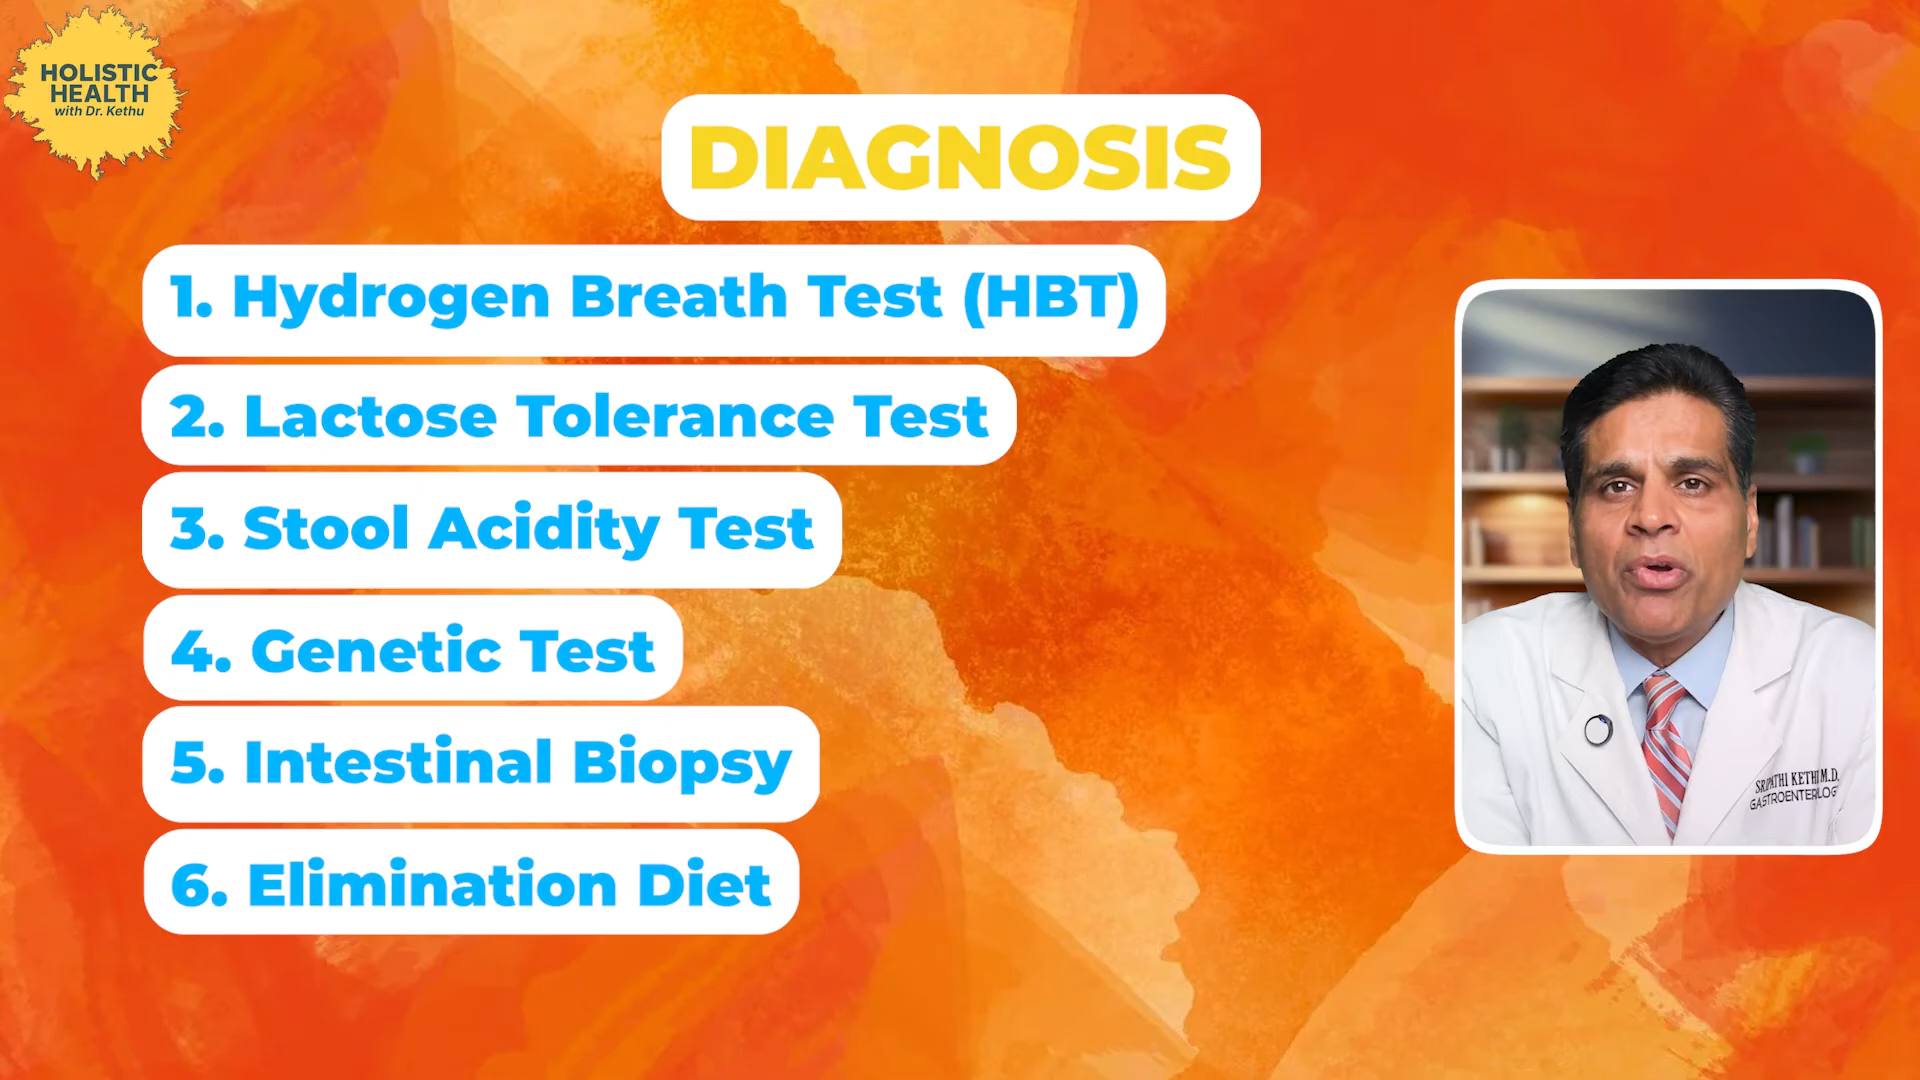 HOLISTIC
HEALTH
with Dr. Kethu
DIAGNOSIS
1. Hydrogen Breath Test (HBT)
2. Lactose Tolerance Test
3. Stool Acidity Test
4. Genetic Test
5. Intestinal Biopsy
6. Elimination Diet
M.D.